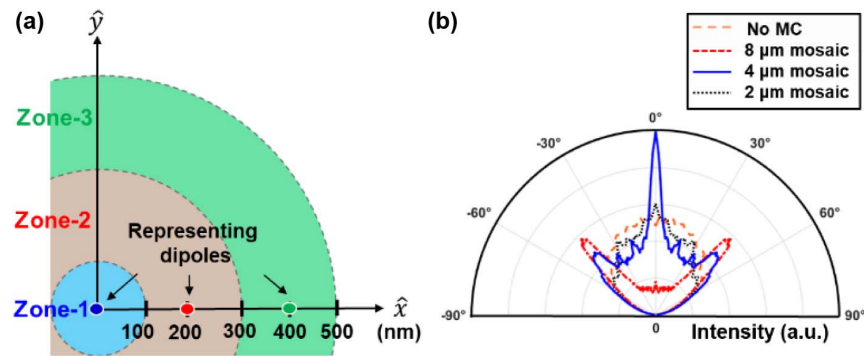 (a)
ŷ
Zone-3
Zone-2
Representing
dipoles
Zone-1
x̂
100 200 300 400 500 (nm)
(b)
No MC
8 µm mosaic
4 µm mosaic
2 µm mosaic
0°
-30° 30°
-60° 60°
-90° 90°
0 Intensity (a.u.)